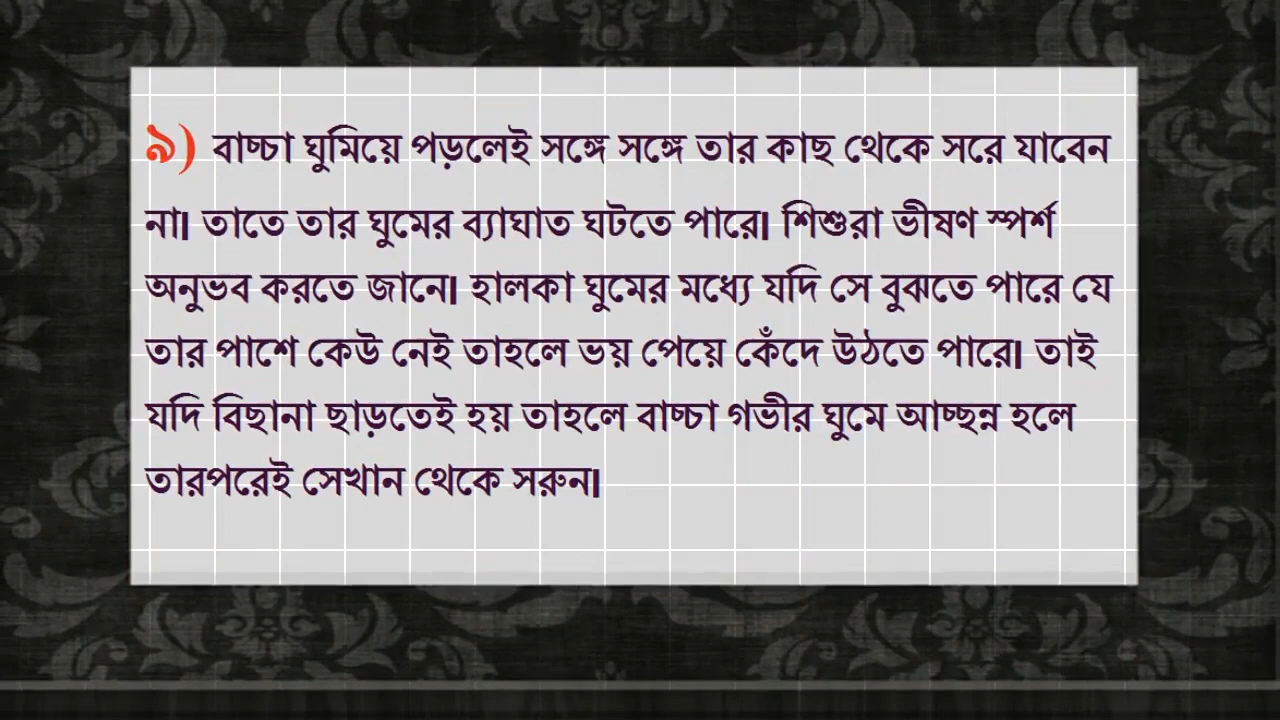 ৯) বাচ্চা ঘুমিয়ে পড়লেই সঙ্গে সঙ্গে তার কাছ থেকে সরে যাবেন
না। তাতে তার ঘুমের ব্যাঘাত ঘটতে পারে। শিশুরা ভীষণ স্পর্শ
অনুভব করতে জানে। হালকা ঘুমের মধ্যে যদি সে বুঝতে পারে যে
তার পাশে কেউ নেই তাহলে ভয় পেয়ে কেঁদে উঠতে পারে। তাই
যদি বিছানা ছাড়তেই হয় তাহলে বাচ্চা গভীর ঘুমে আচ্ছন্ন হলে
তারপরেই সেখান থেকে সরুন।